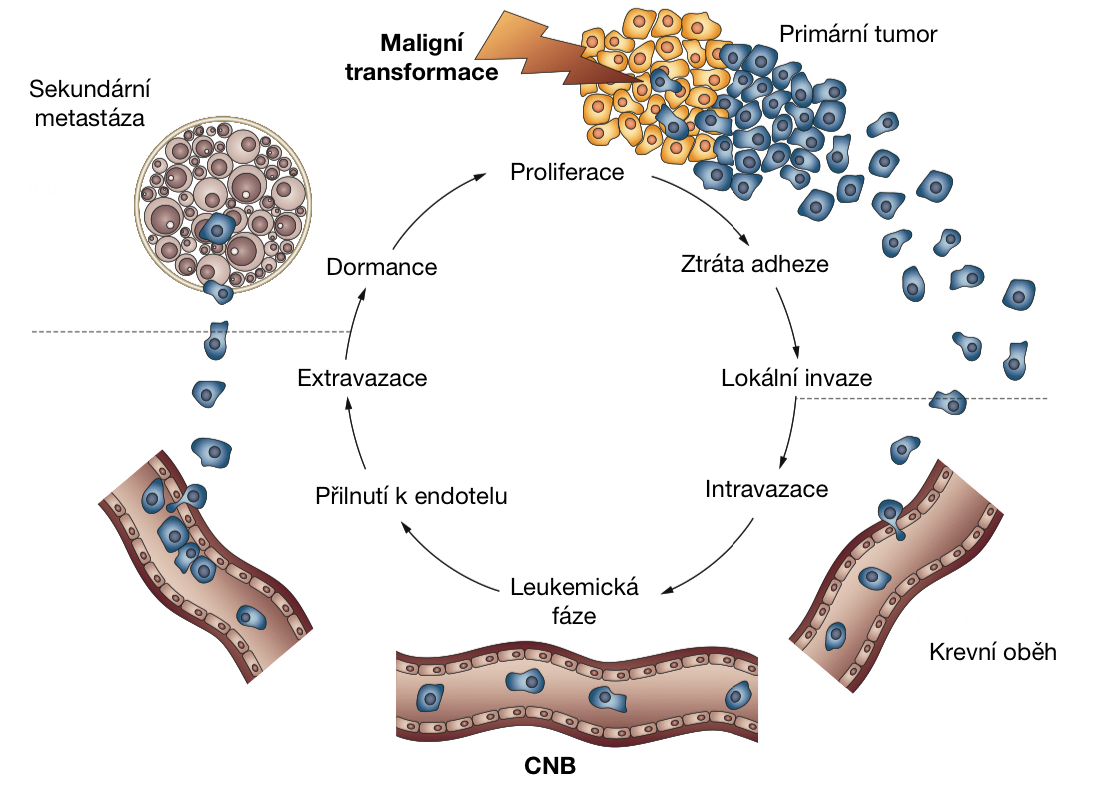 Maligní
transformace
Primární tumor
Sekundární
metastáza
Proliferace
Ztráta adheze
Lokální invaze
Intravazace
Leukemická
fáze
Přilnutí k endotelu
Extravazace
Dormance
Krevní oběh
CNB